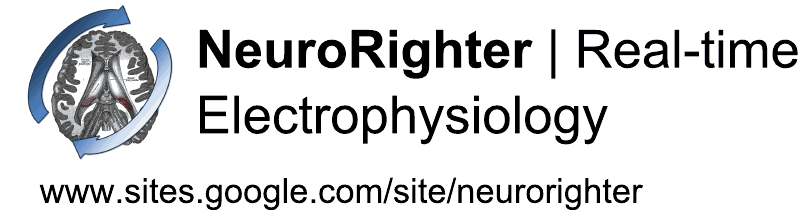 NeuroRighter | Real-time
Electrophysiology
www.sites.google.com/site/neurorighter